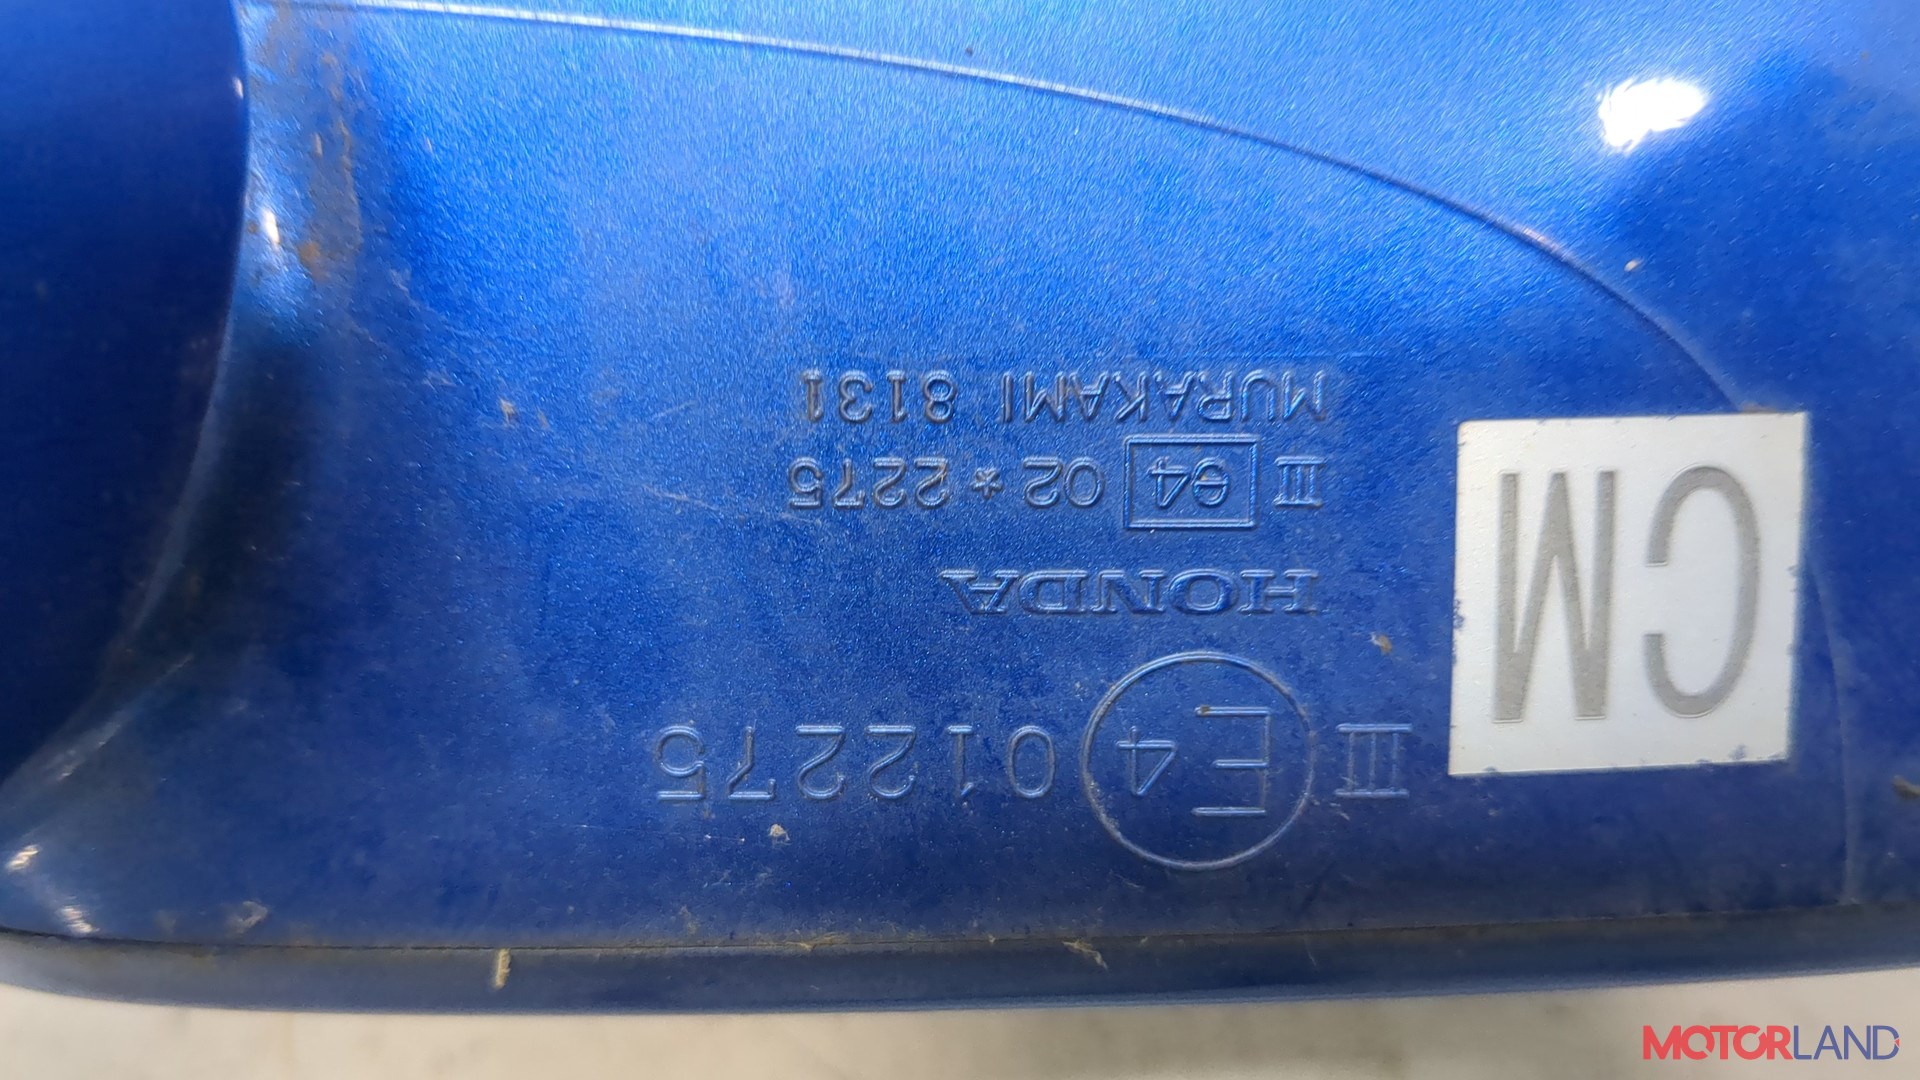 CM
III E4 012275
HONDA
III e4 02*2275
MURAKAMI 8131
MOTORLAND